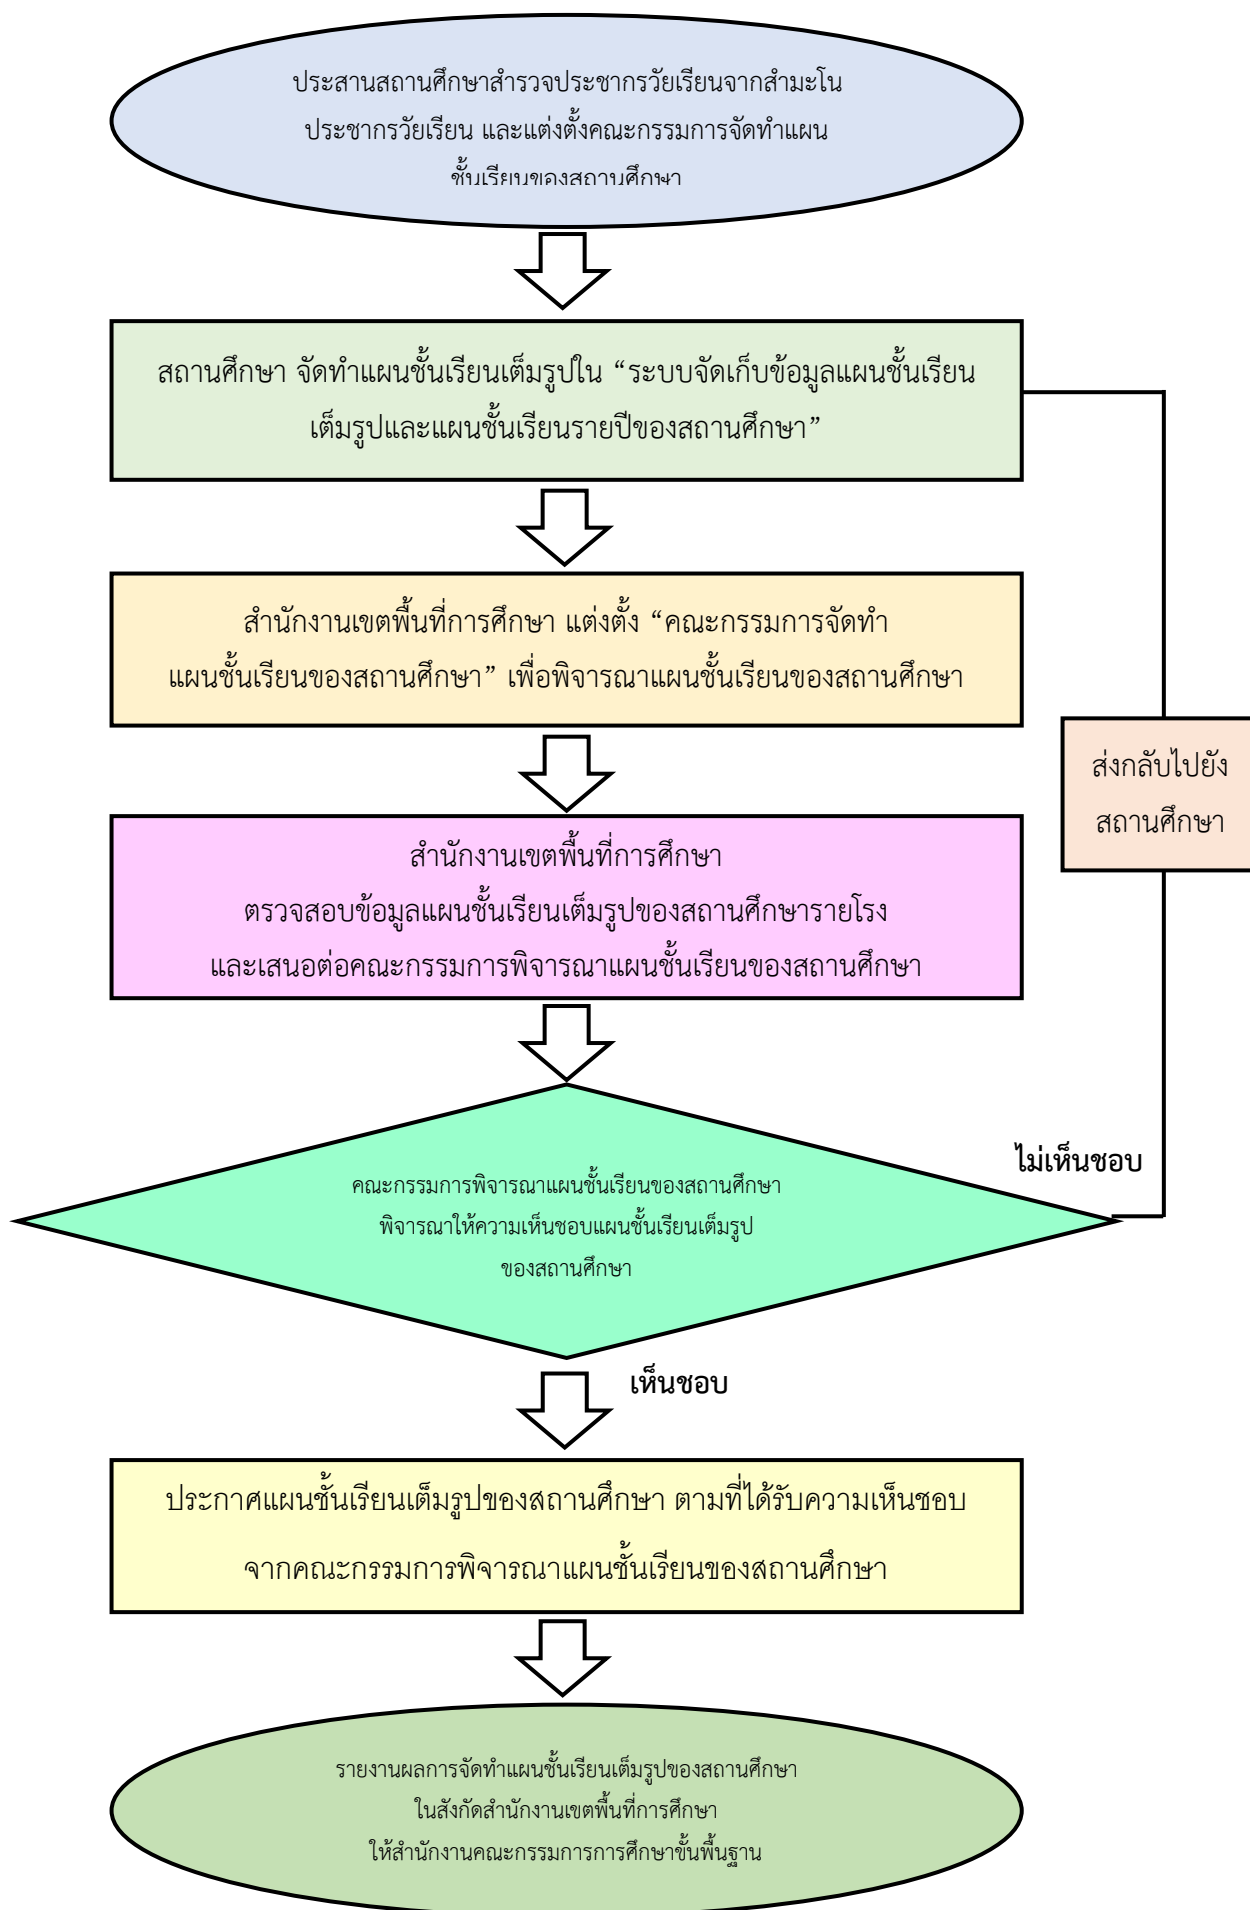 ประสานสถานศึกษาสำรวจประชากรวัยเรียนจากสำมะโน
ประชากรวัยเรียน และแต่งตั้งคณะกรรมการจัดทำแผน
ชั้นเรียนของสถานศึกษา
สถานศึกษา จัดทำแผนชั้นเรียนเต็มรูปใน “ระบบจัดเก็บข้อมูลแผนชั้นเรียน
เต็มรูปและแผนชั้นเรียนรายปีของสถานศึกษา”
สำนักงานเขตพื้นที่การศึกษา แต่งตั้ง “คณะกรรมการจัดทำ
แผนชั้นเรียนของสถานศึกษา” เพื่อพิจารณาแผนชั้นเรียนของสถานศึกษา
ส่งกลับไปยัง
สถานศึกษา
สำนักงานเขตพื้นที่การศึกษา
ตรวจสอบข้อมูลแผนชั้นเรียนเต็มรูปของสถานศึกษารายโรง
และเสนอต่อคณะกรรมการพิจารณาแผนชั้นเรียนของสถานศึกษา
ไม่เห็นชอบ
คณะกรรมการพิจารณาแผนชั้นเรียนของสถานศึกษา
พิจารณาให้ความเห็นชอบแผนชั้นเรียนเต็มรูป
ของสถานศึกษา
เห็นชอบ
ประกาศแผนชั้นเรียนเต็มรูปของสถานศึกษา ตามที่ได้รับความเห็นชอบ
จากคณะกรรมการพิจารณาแผนชั้นเรียนของสถานศึกษา
รายงานผลการจัดทำแผนชั้นเรียนเต็มรูปของสถานศึกษา
ในสังกัดสำนักงานเขตพื้นที่การศึกษา
ให้สำนักงานคณะกรรมการการศึกษาขั้นพื้นฐาน